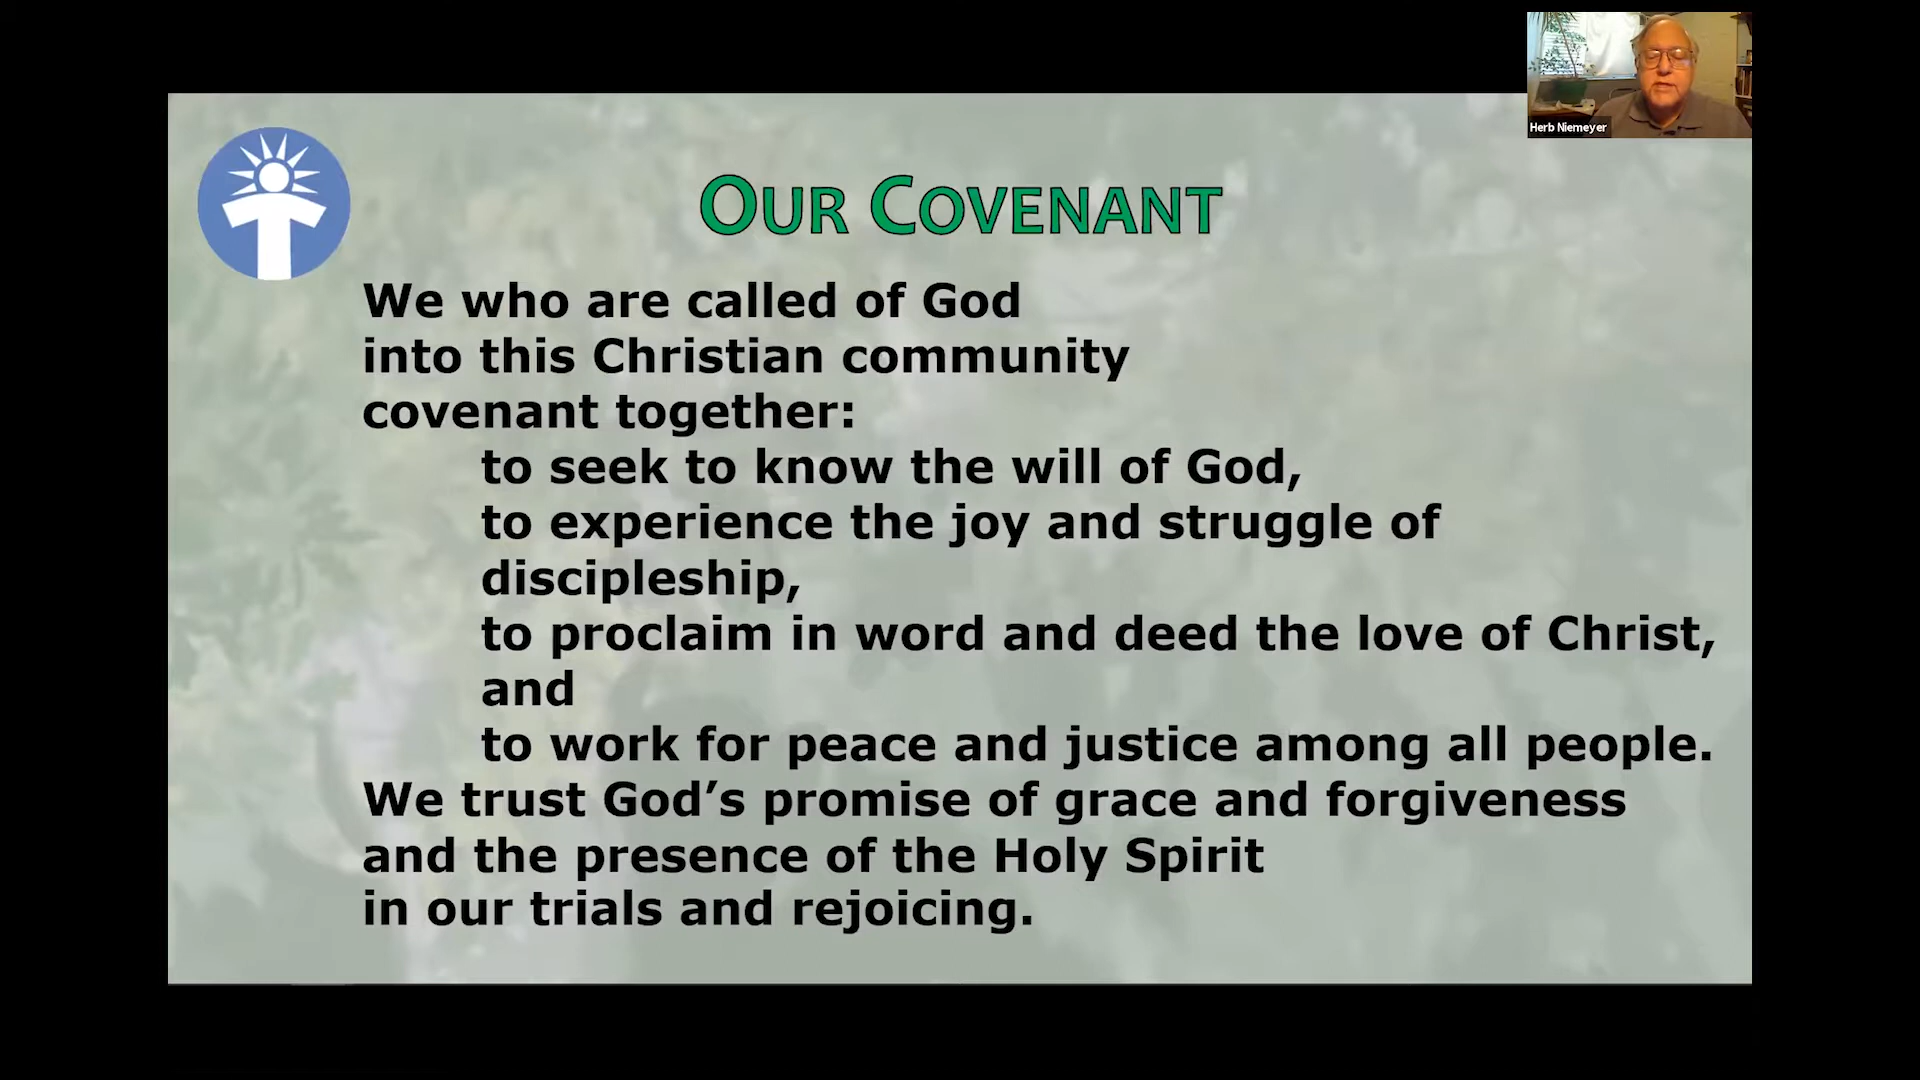 Herb Niemeyer
OUR COVENANT
We who are called of God
into this Christian community
covenant together:
to seek to know the will of God,
to experience the joy and struggle of
discipleship,
to proclaim in word and deed the love of Christ,
and
to work for peace and justice among all people.
We trust God’s promise of grace and forgiveness
and the presence of the Holy Spirit
in our trials and rejoicing.